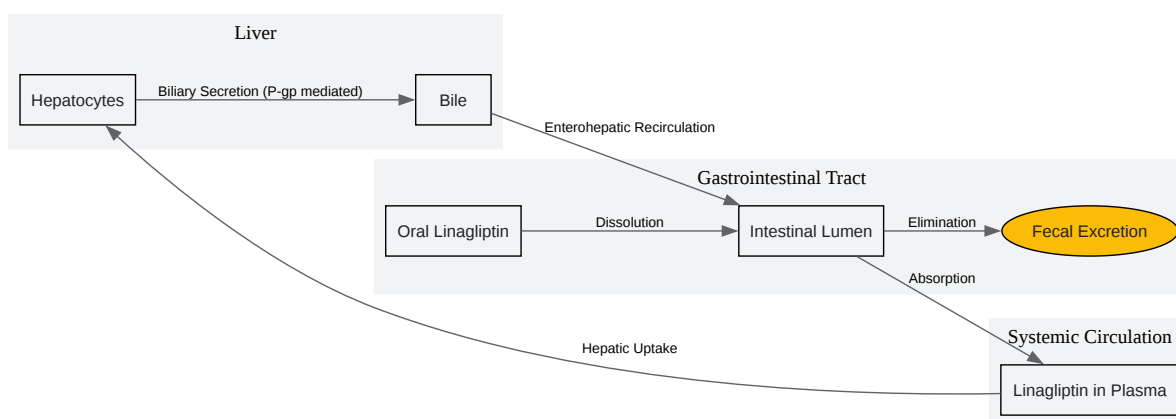 Liver
Hepatocytes
Biliary Secretion (P-gp mediated)
Bile
Enterohepatic Recirculation
Gastrointestinal Tract
Oral Linagliptin
Dissolution
Intestinal Lumen
Elimination
Fecal Excretion
Absorption
Systemic Circulation
Hepatic Uptake
Linagliptin in Plasma